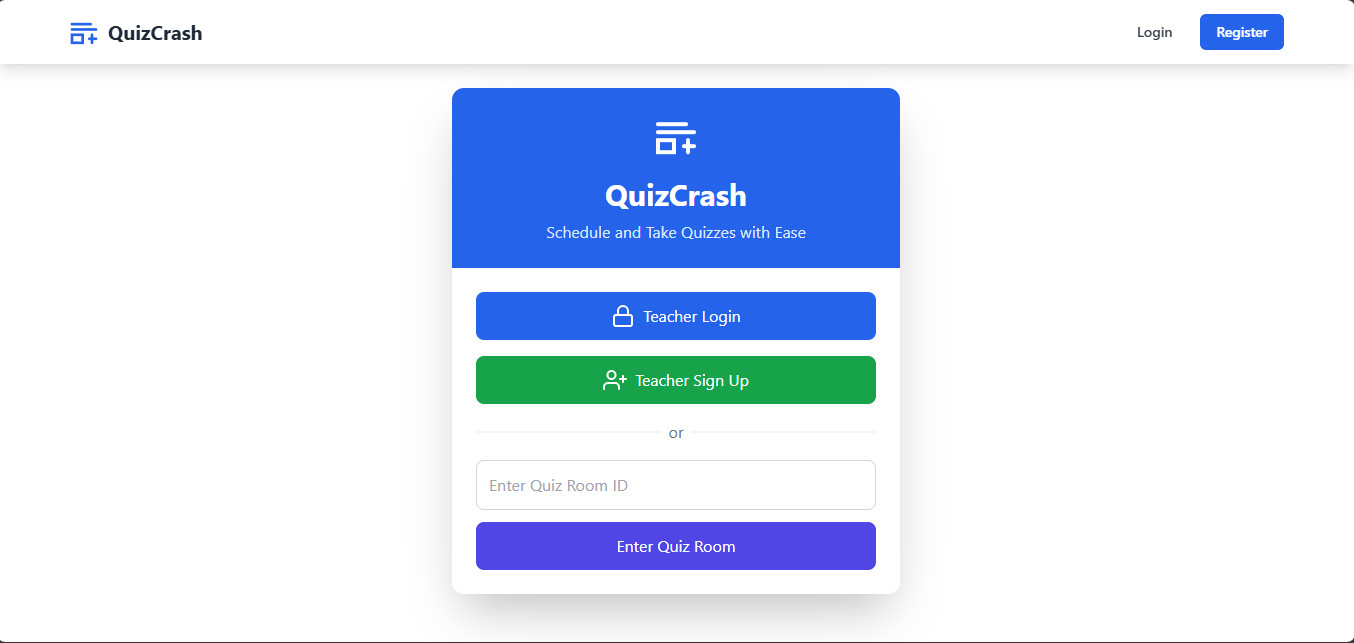 QuizCrash
Login
Register
QuizCrash
Schedule and Take Quizzes with Ease
Teacher Login
Teacher Sign Up
or
Enter Quiz Room ID
Enter Quiz Room